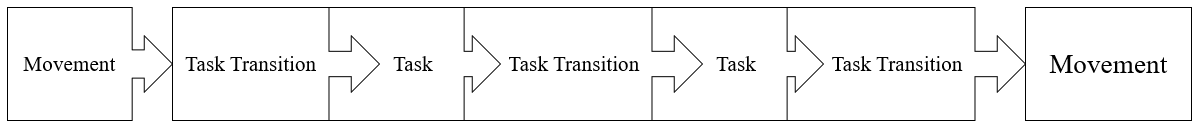 Movement
Task Transition
Task
Task Transition
Task
Task Transition
Movement